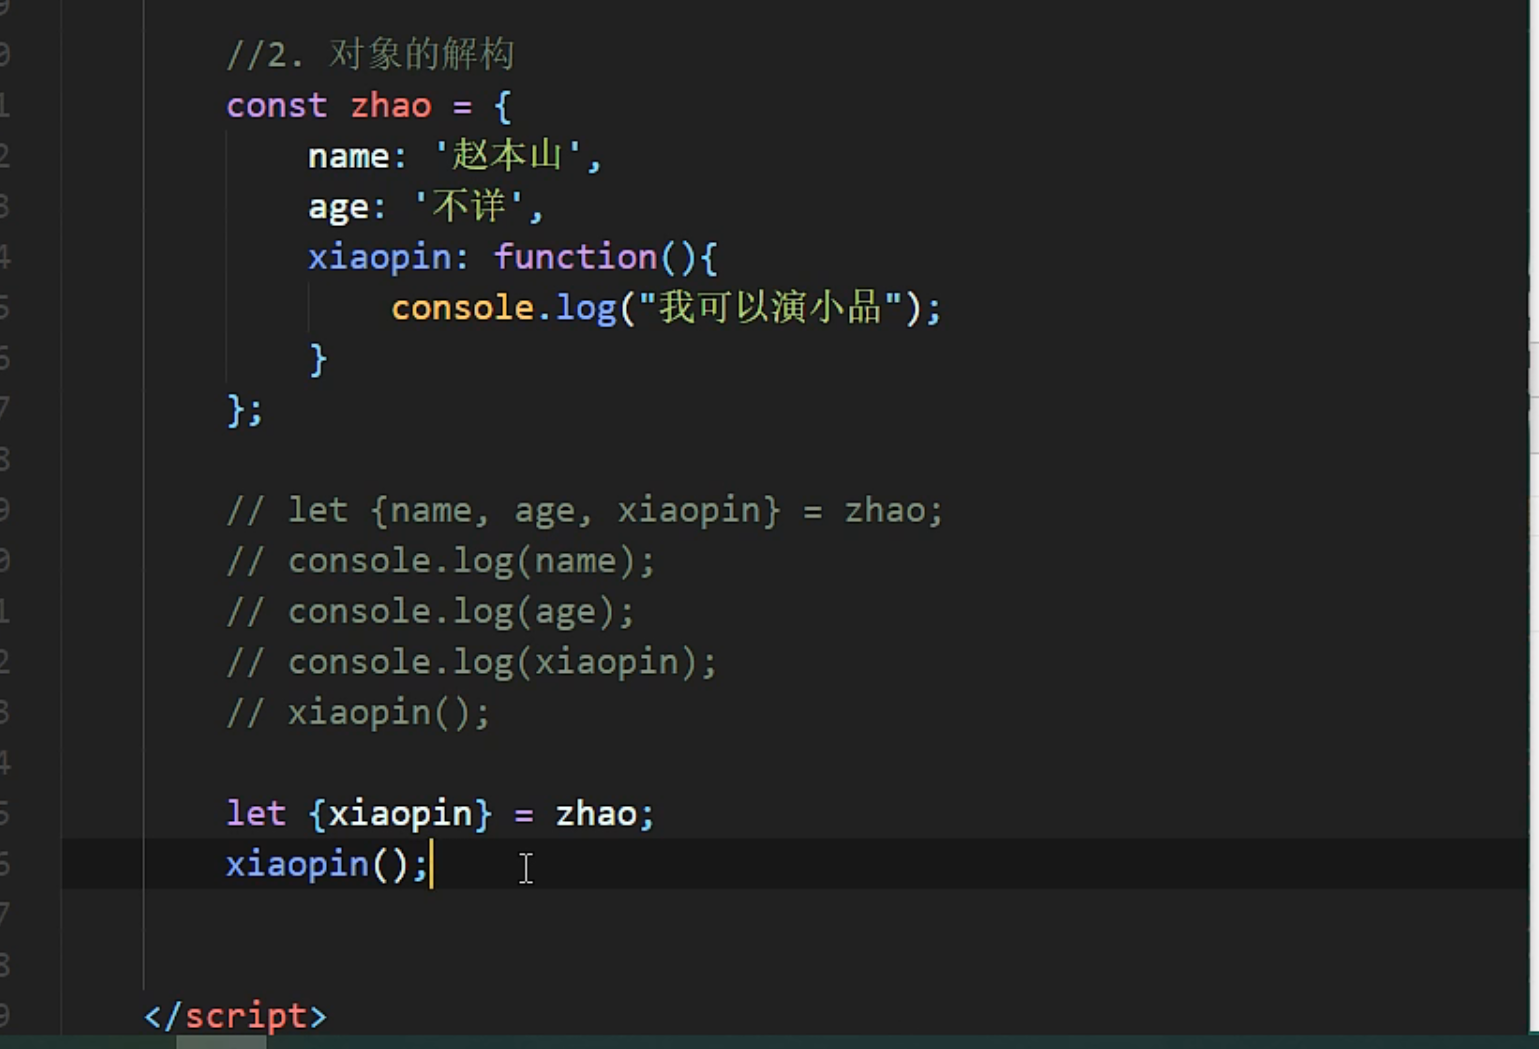 //2. 对象的解构
const zhao = {
name: '赵本山',
age: '不详',
xiaopin: function(){
console.log("我可以演小品");
}
};
// let {name, age, xiaopin} = zhao;
// console.log(name);
// console.log(age);
// console.log(xiaopin);
// xiaopin();
let {xiaopin} = zhao;
xiaopin();
</script>